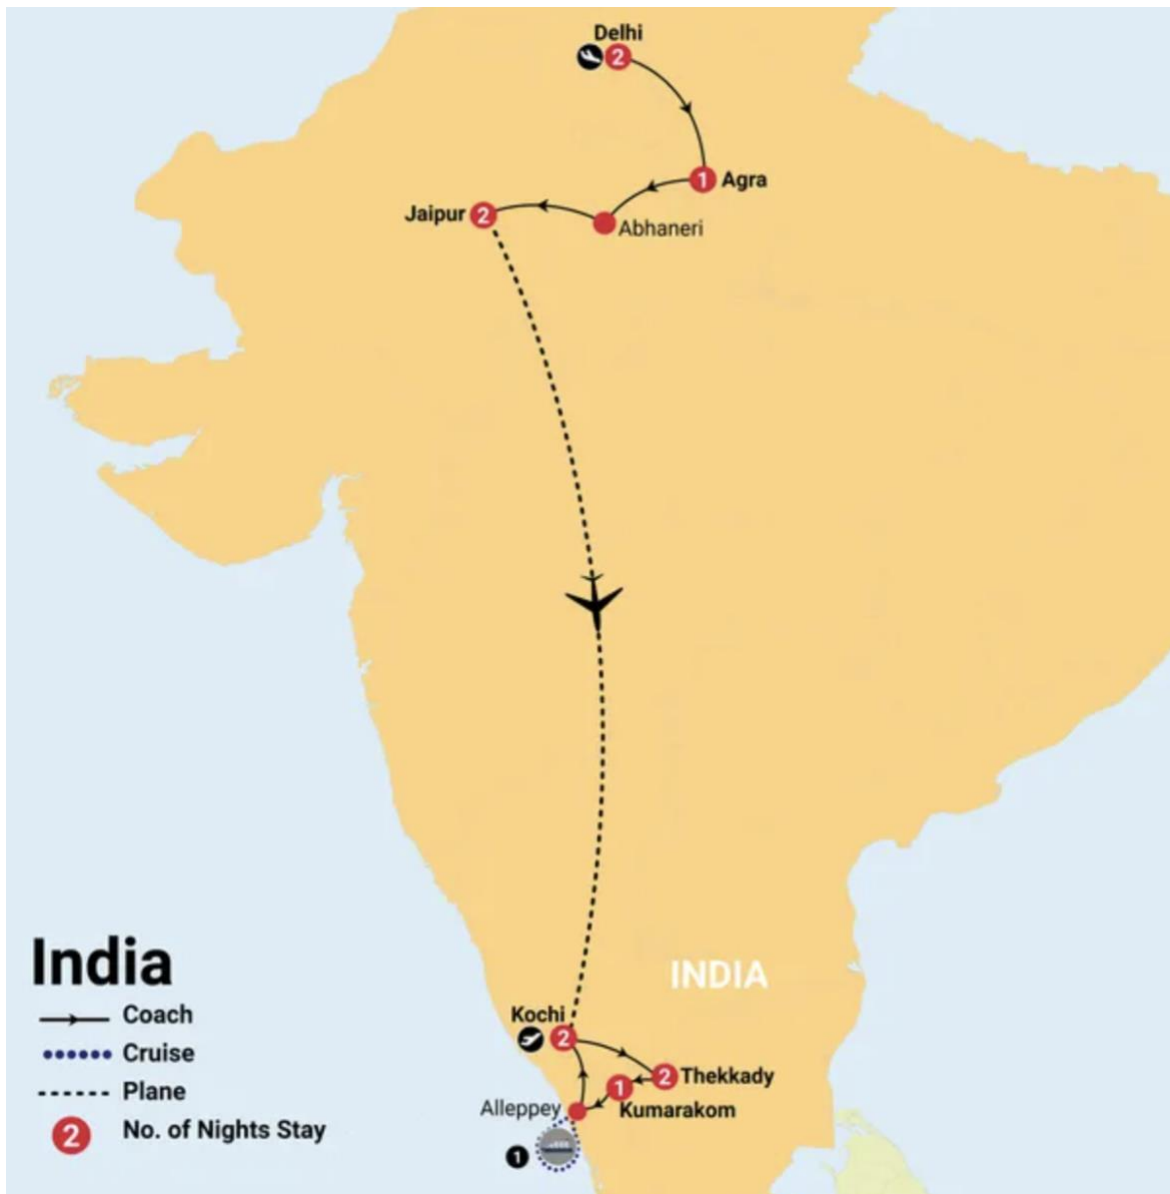 Delhi
2
1 Agra
Jaipur 2
Abhaneri
INDIA
Kochi
2
2 Thekkady
1
Kumarakom
Alleppey
1
India
Coach
Cruise
Plane
2 No. of Nights Stay